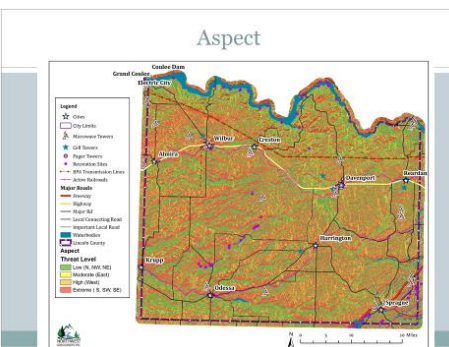 Aspect
Coulee Dam
Grand Coulee
Electric City
Wilbur
Creston
Almira
Davenport
Reardan
Harrington
Krupp
Odessa
Sprague
Legend
Cities
City Limits
Microwave Towers
Cell Towers
Pager Towers
Recreation Sites
BPA Transmission Lines
Active Railroads
Major Roads
Freeway
Highway
Major Rd
Local Connecting Road
Important Local Road
Waterbodies
Lincoln County
Aspect
Threat Level
Low (N, NW, NE)
Moderate (East)
High (West)
Extreme ( S, SW, SE)
N
20 Miles